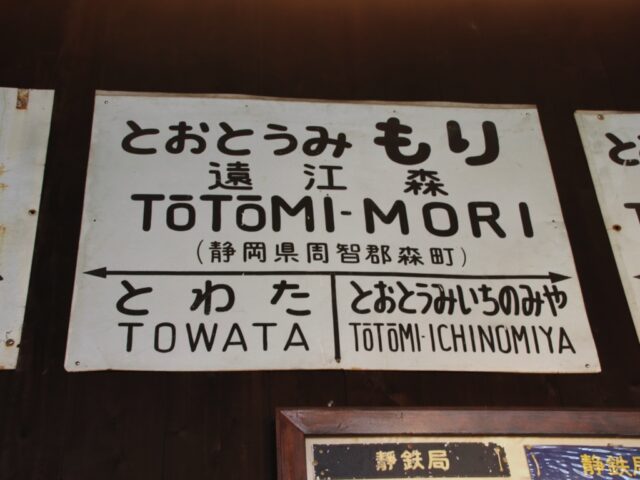 とおとうみ もり
遠江 森
TŌTŌMI-MORI
(静岡県周智郡森町)
とわた
TOWATA
とおとうみいちのみや
TŌTŌMI-ICHINOMIYA
静鉄局
静鉄局